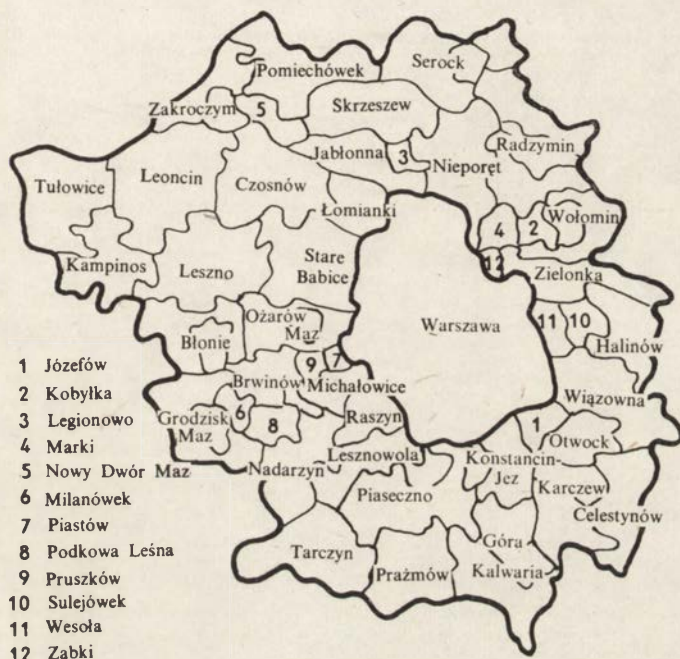 Pomiechówek
Serock
Zakroczym
5
Skrzeszew
Jabłonna
3
Nieporęt
Radzymin
Tułowice
Leoncin
Czosnów
Łomianki
4
2
Wołomin
12
Kampinos
Leszno
Stare
Babice
Zielonka
Warszawa
11
10
Halinów
Błonie
Ożarów
Maz
9
7
Brwinów
Michałowice
Wiązowna
Grodzisk
Maz
6
8
Raszyn
1
Otwock
Nadarzyn
Lesznowola
Konstancin-
Jez
Karczew
Piaseczno
Celestynów
Tarczyn
Prażmów
Góra
Kalwaria
1 Józefów
2 Kobyłka
3 Legionowo
4 Marki
5 Nowy Dwór Maz
6 Milanówek
7 Piastów
8 Podkowa Leśna
9 Pruszków
10 Sulejówek
11 Wesoła
12 Ząbki